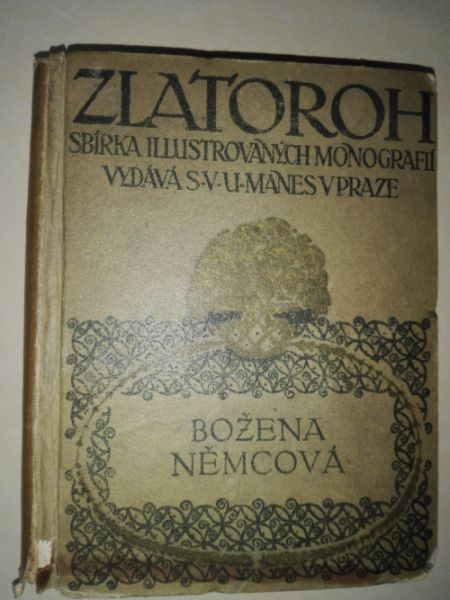 ZLATOROH
SBÍRKA ILLUSTROVANÝCH MONOGRAFIÍ
VYDÁVÁ S·V·U·MÁNES V PRAZE
BOŽENA
NĚMCOVÁ